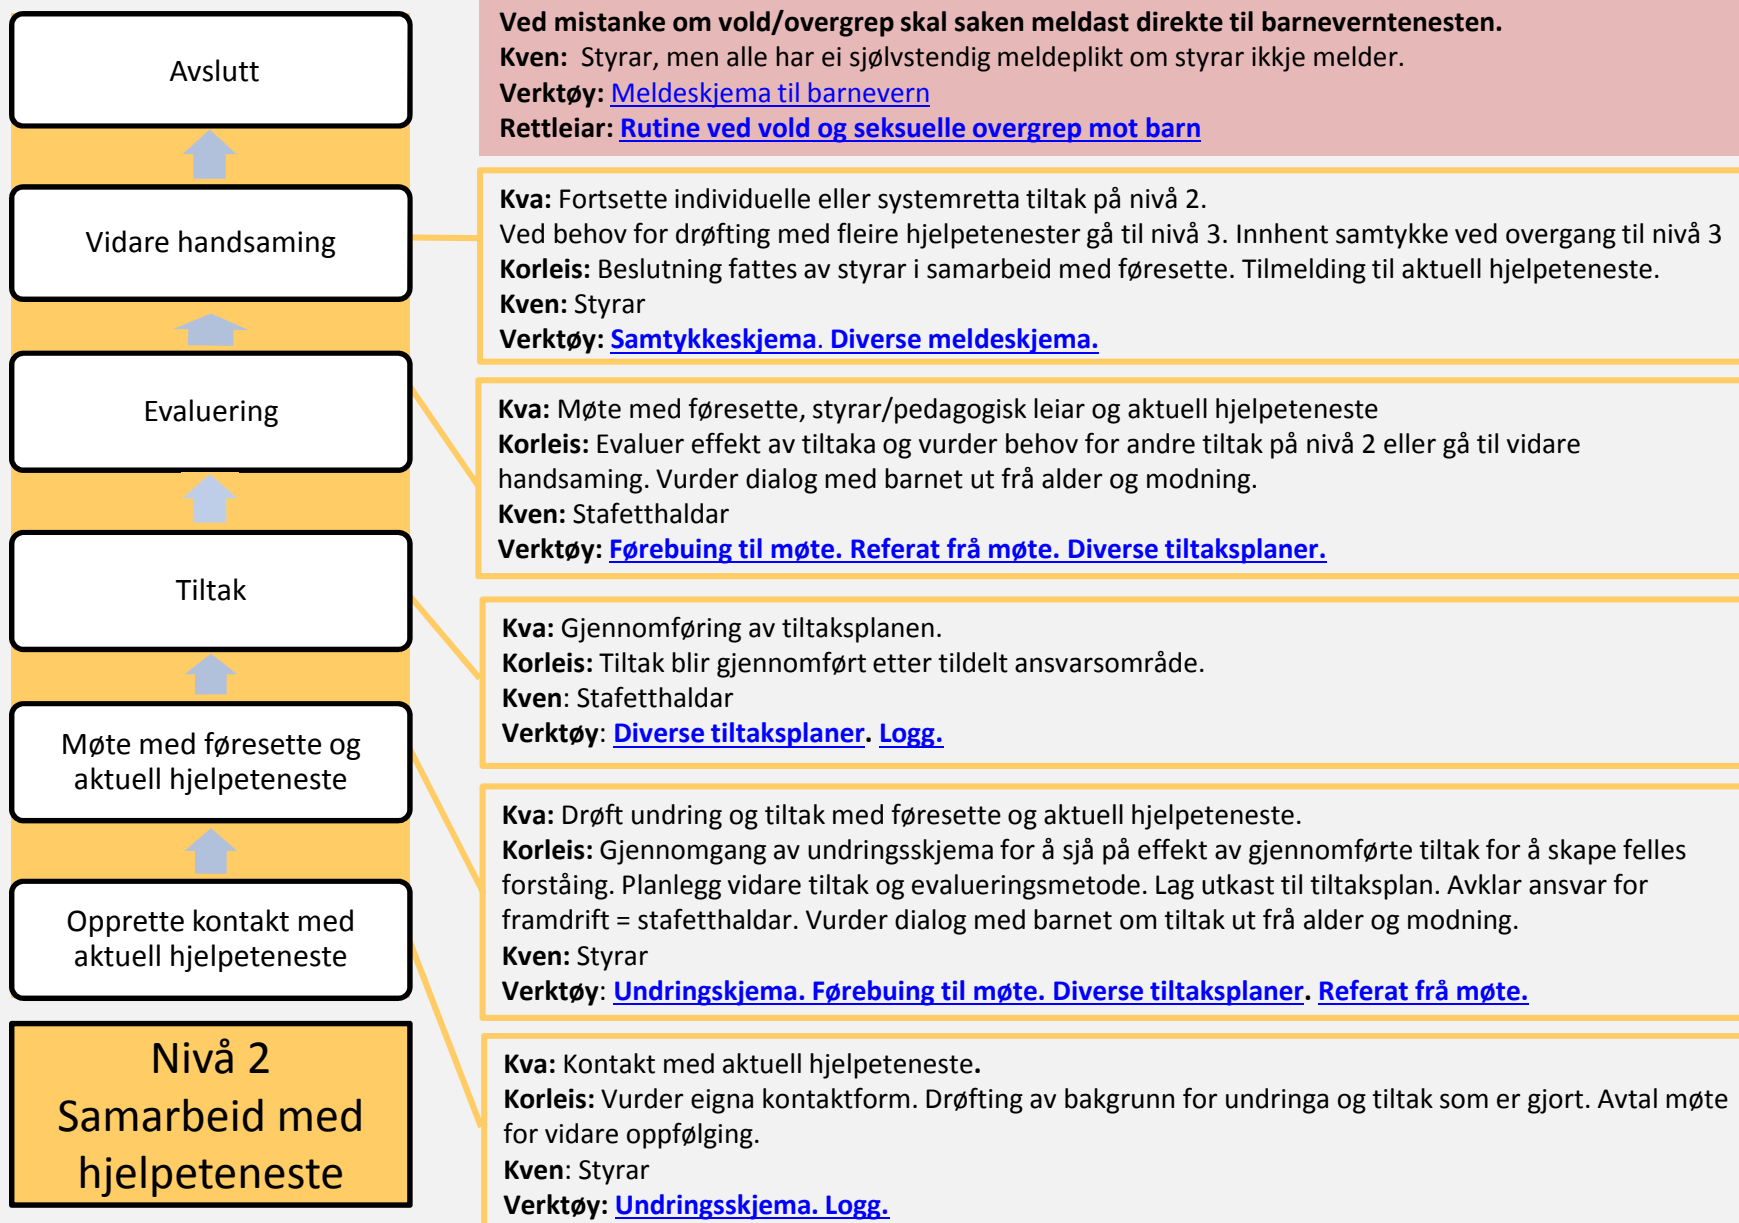 Avslutt
Vidare handsaming
Evaluering
Tiltak
Møte med føresette og
aktuell hjelpeteneste
Opprette kontakt med
aktuell hjelpeteneste
Nivå 2
Samarbeid med
hjelpeteneste
Ved mistanke om vold/overgrep skal saken meldast direkte til barneverntenesten.
Kven: Styrar, men alle har ei sjølvstendig meldeplikt om styrar ikkje melder.
Verktøy: Meldeskjema til barnevern
Rettleiar: Rutine ved vold og seksuelle overgrep mot barn
Kva: Fortsette individuelle eller systemretta tiltak på nivå 2.
Ved behov for drøfting med fleire hjelpetenester gå til nivå 3. Innhent samtykke ved overgang til nivå 3
Korleis: Beslutning fattes av styrar i samarbeid med føresette. Tilmelding til aktuell hjelpeteneste.
Kven: Styrar
Verktøy: Samtykkeskjema. Diverse meldeskjema.
Kva: Møte med føresette, styrar/pedagogisk leiar og aktuell hjelpeteneste
Korleis: Evaluer effekt av tiltaka og vurder behov for andre tiltak på nivå 2 eller gå til vidare
handsaming. Vurder dialog med barnet ut frå alder og modning.
Kven: Stafetthaldar
Verktøy: Førebuing til møte. Referat frå møte. Diverse tiltaksplaner.
Kva: Gjennomføring av tiltaksplanen.
Korleis: Tiltak blir gjennomført etter tildelt ansvarsområde.
Kven: Stafetthaldar
Verktøy: Diverse tiltaksplaner. Logg.
Kva: Drøft undring og tiltak med føresette og aktuell hjelpeteneste.
Korleis: Gjennomgang av undringsskjema for å sjå på effekt av gjennomførte tiltak for å skape felles
forståing. Planlegg vidare tiltak og evalueringsmetode. Lag utkast til tiltaksplan. Avklar ansvar for
framdrift = stafetthaldar. Vurder dialog med barnet om tiltak ut frå alder og modning.
Kven: Styrar
Verktøy: Undringskjema. Førebuing til møte. Diverse tiltaksplaner. Referat frå møte.
Kva: Kontakt med aktuell hjelpeteneste.
Korleis: Vurder eigna kontaktform. Drøfting av bakgrunn for undringa og tiltak som er gjort. Avtal møte
for vidare oppfølging.
Kven: Styrar
Verktøy: Undringsskjema. Logg.